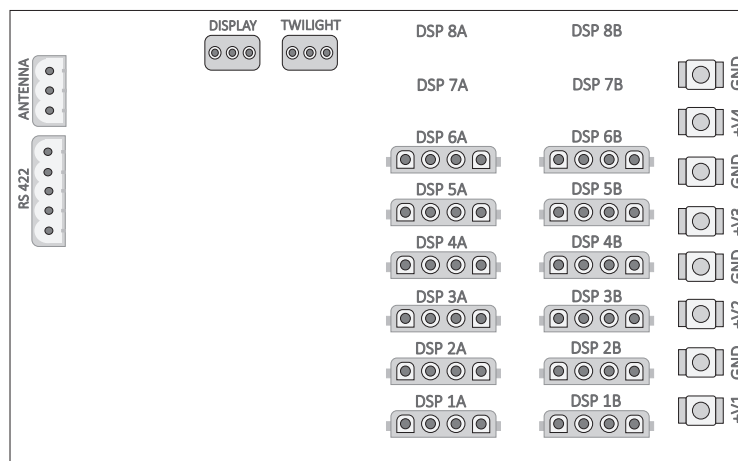 DISPLAY
TWILIGHT
DSP 8A
DSP 8B
ANTENNA
GND
DSP 7A
DSP 7B
+V4
DSP 6A
DSP 6B
GND
RS 422
DSP 5A
DSP 5B
+V3
DSP 4A
DSP 4B
GND
DSP 3A
DSP 3B
+V2
DSP 2A
DSP 2B
GND
DSP 1A
DSP 1B
+V1